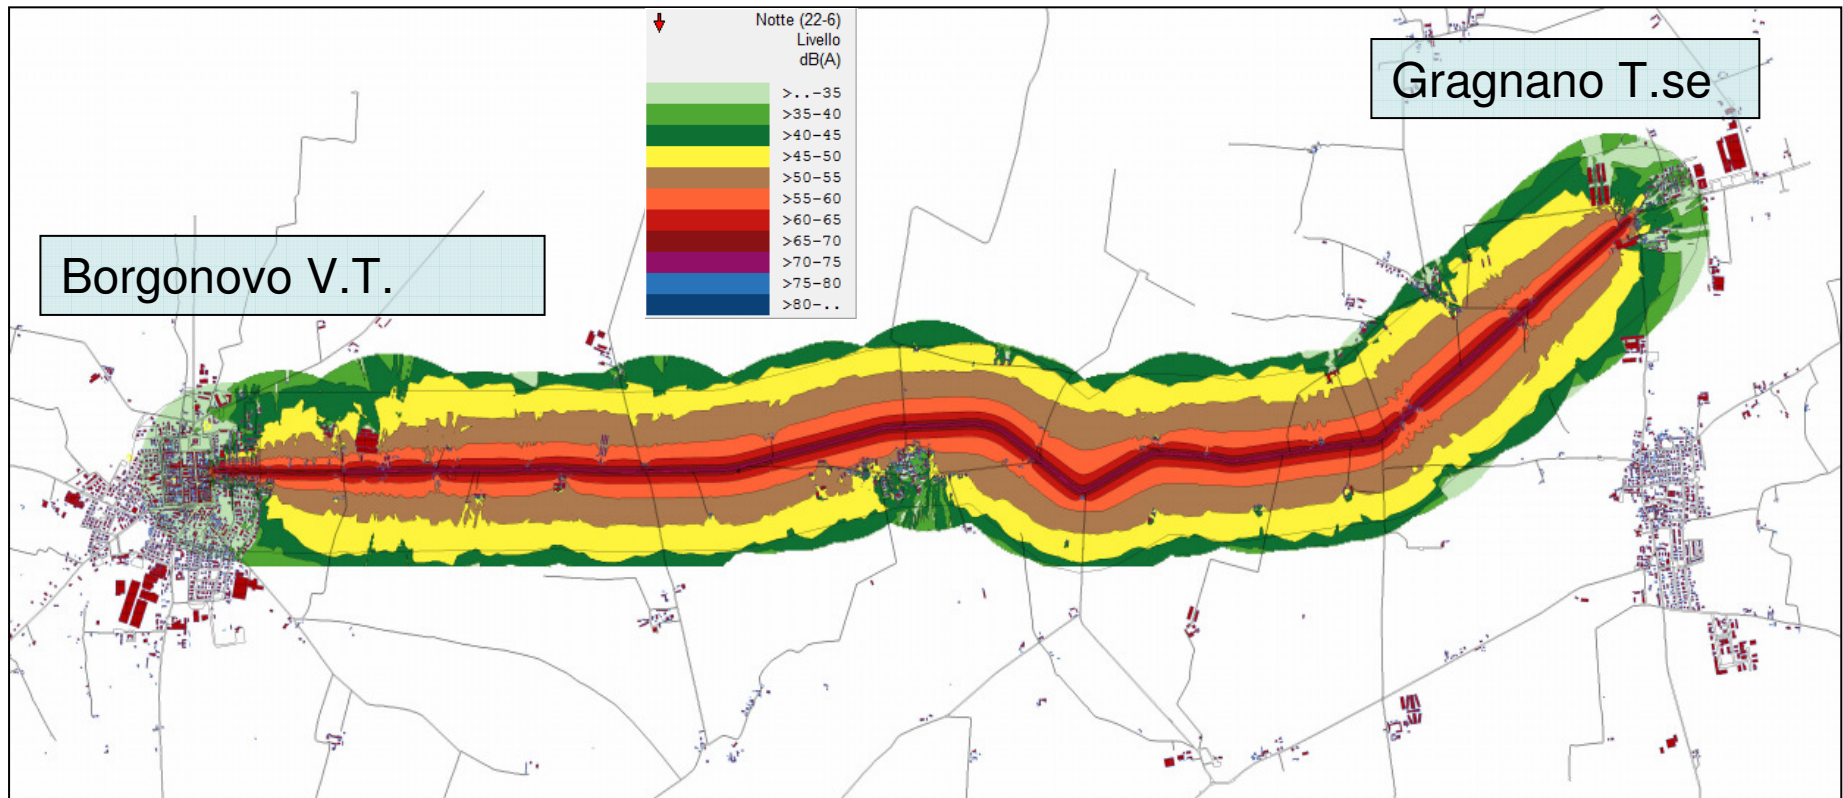 Notte (22-6)
Livello
dB(A)
>..-35
>35-40
>40-45
>45-50
>50-55
>55-60
>60-65
>65-70
>70-75
>75-80
>80-..
Gragnano T.se
Borgonovo V.T.